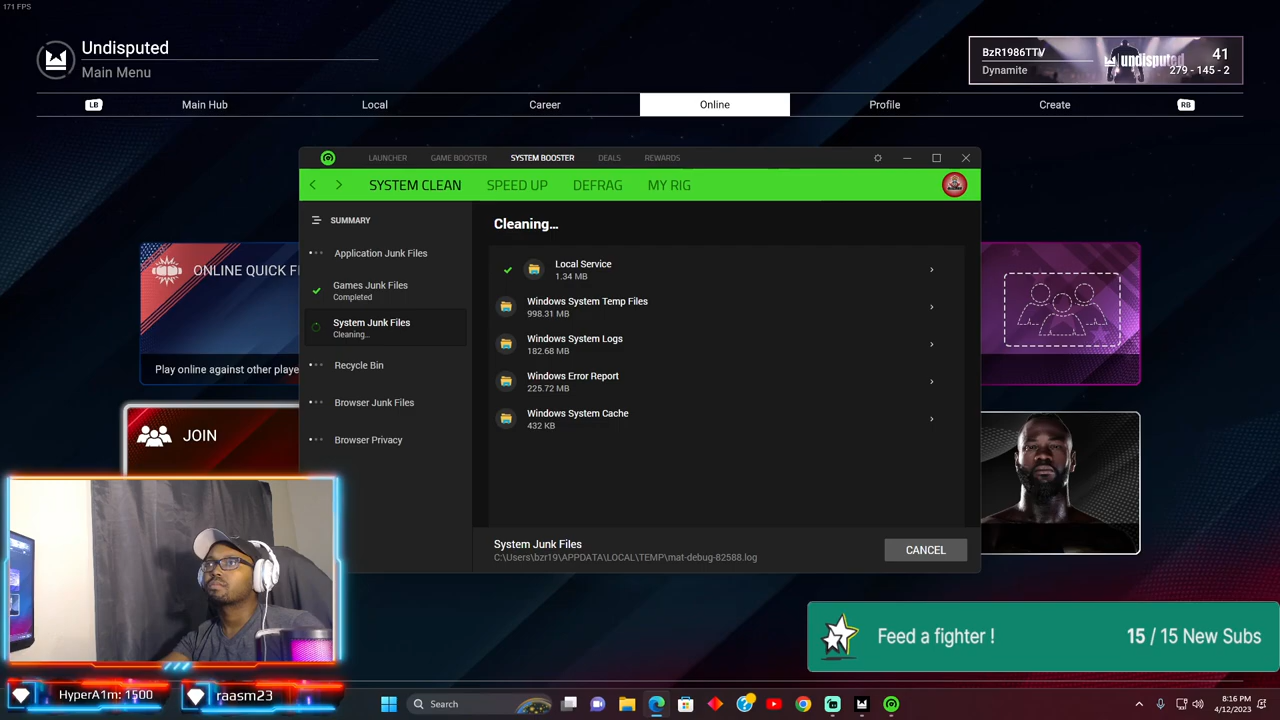 171 FPS
Undisputed
Main Menu
BzR1986TTV
Dynamite
undisputed
41
279 - 145 - 2
LB
Main Hub
Local
Career
Online
Profile
Create
RB
LAUNCHER
GAME BOOSTER
SYSTEM BOOSTER
DEALS
REWARDS
SYSTEM CLEAN
SPEED UP
DEFRAG
MY RIG
SUMMARY
Application Junk Files
Games Junk Files
Completed
System Junk Files
Cleaning...
Recycle Bin
Browser Junk Files
Browser Privacy
Cleaning...
Local Service
1.34 MB
Windows System Temp Files
998.31 MB
Windows System Logs
182.68 MB
Windows Error Report
225.72 MB
Windows System Cache
432 KB
System Junk Files
C:\Users\bzr19\APPDATA\LOCAL\TEMP\mat-debug-82588.log
CANCEL
ONLINE QUICK F
Play online against other playe
JOIN
Feed a fighter !
15 / 15 New Subs
HyperA1m: 1500
raasm23
Search
8:16 PM
4/12/2023